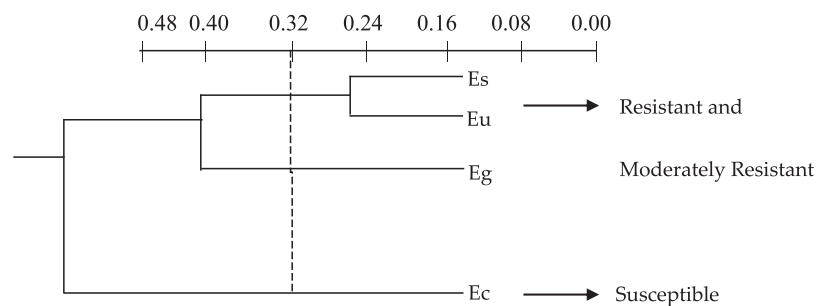 0.48 0.40 0.32 0.24 0.16 0.08 0.00
Es
Eu
Resistant and
Eg
Moderately Resistant
Ec
Susceptible